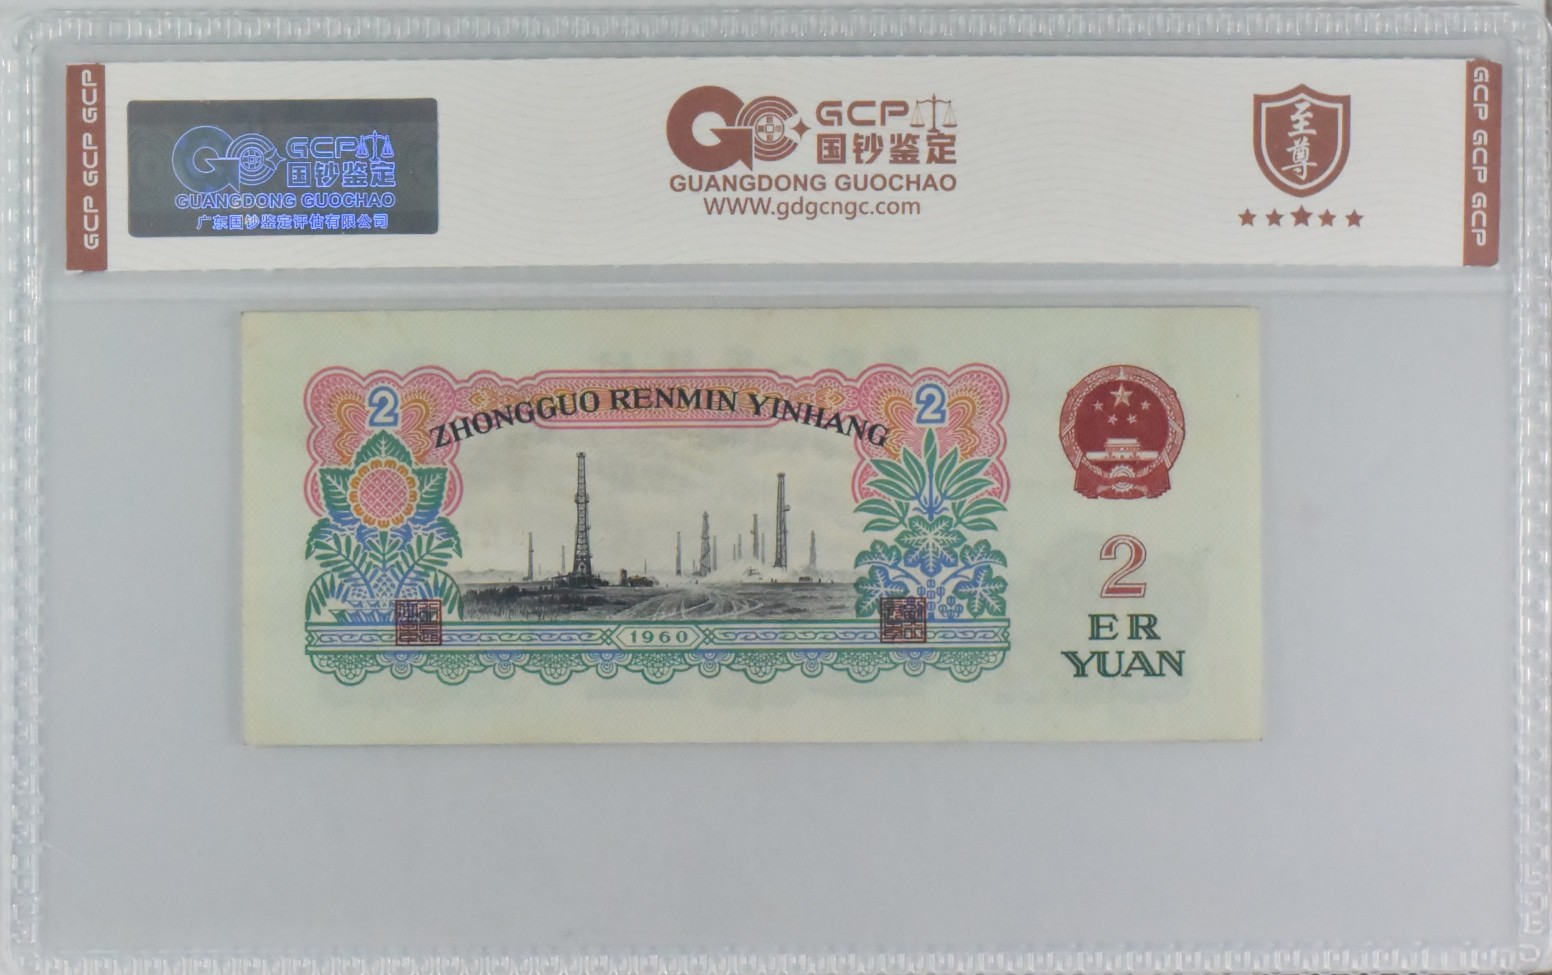 GCP GCP GCP
GCP
国钞鉴定
GUANGDONG GUOCHAO
广东国钞鉴定评估有限公司
GCP
国钞鉴定
GUANGDONG GUOCHAO
WWW.gdgcngc.com
至尊
GCP GCP GCP
2
ZHONGGUO RENMIN YINHANG
2
1960
2
ER
YUAN